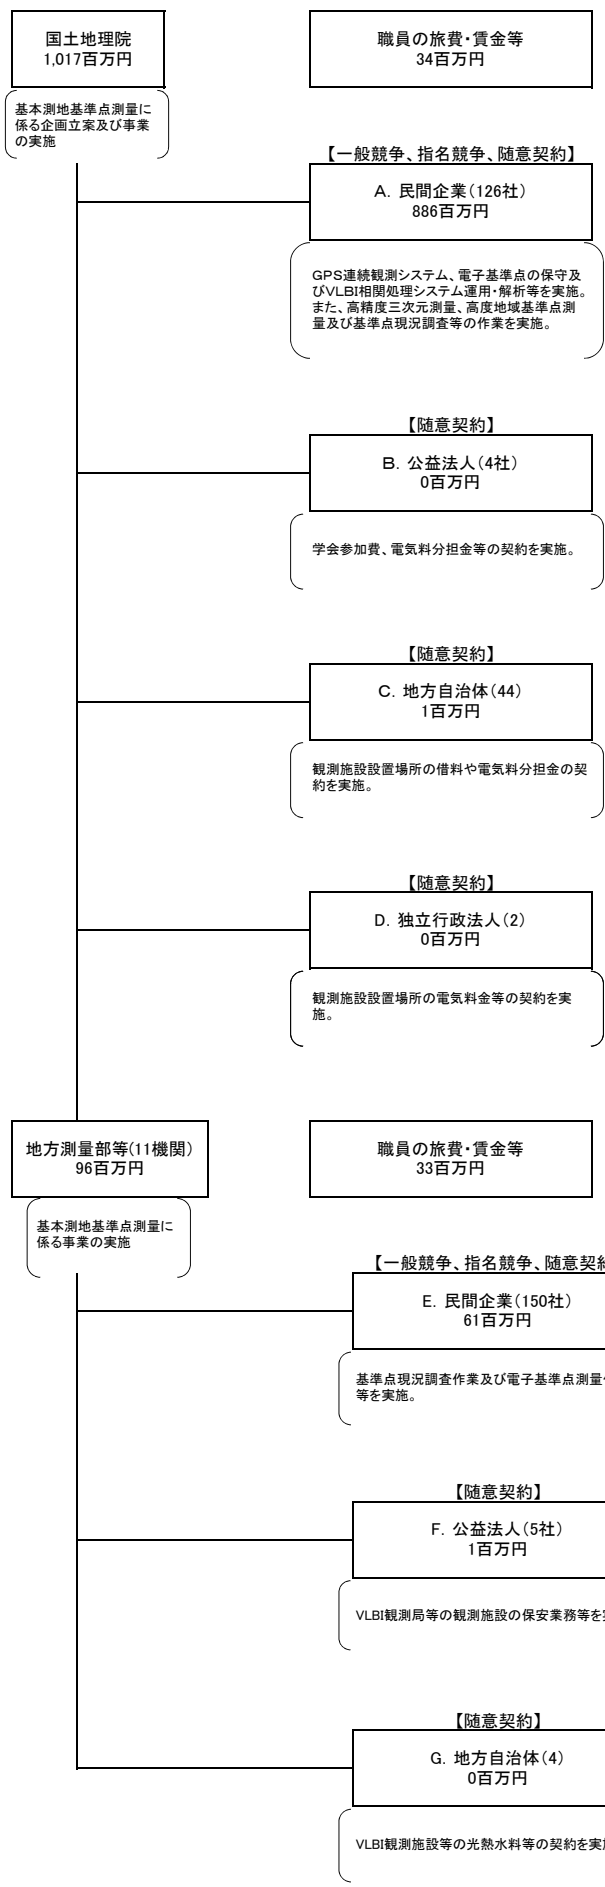 国土地理院
1,017百万円
職員の旅費・賃金等
34百万円
基本測地基準点測量に
係る企画立案及び事業
の実施
【一般競争、指名競争、随意契約】
A. 民間企業(126社)
886百万円
GPS連続観測システム、電子基準点の保守及
びVLBI相関処理システム運用・解析等を実施。
また、高精度三次元測量、高度地域基準点測
量及び基準点現況調査等の作業を実施。
【随意契約】
B. 公益法人(4社)
0百万円
学会参加費、電気料分担金等の契約を実施。
【随意契約】
C. 地方自治体(44)
1百万円
観測施設設置場所の借料や電気料分担金の契
約を実施。
【随意契約】
D. 独立行政法人(2)
0百万円
観測施設設置場所の電気料金等の契約を実
施。
地方測量部等(11機関)
96百万円
職員の旅費・賃金等
33百万円
基本測地基準点測量に
係る事業の実施
【一般競争、指名競争、随意契
E. 民間企業(150社)
61百万円
基準点現況調査作業及び電子基準点測量
等を実施。
【随意契約】
F. 公益法人(5社)
1百万円
VLBI観測局等の観測施設の保安業務等を
【随意契約】
G. 地方自治体(4)
0百万円
VLBI観測施設等の光熱水料等の契約を実